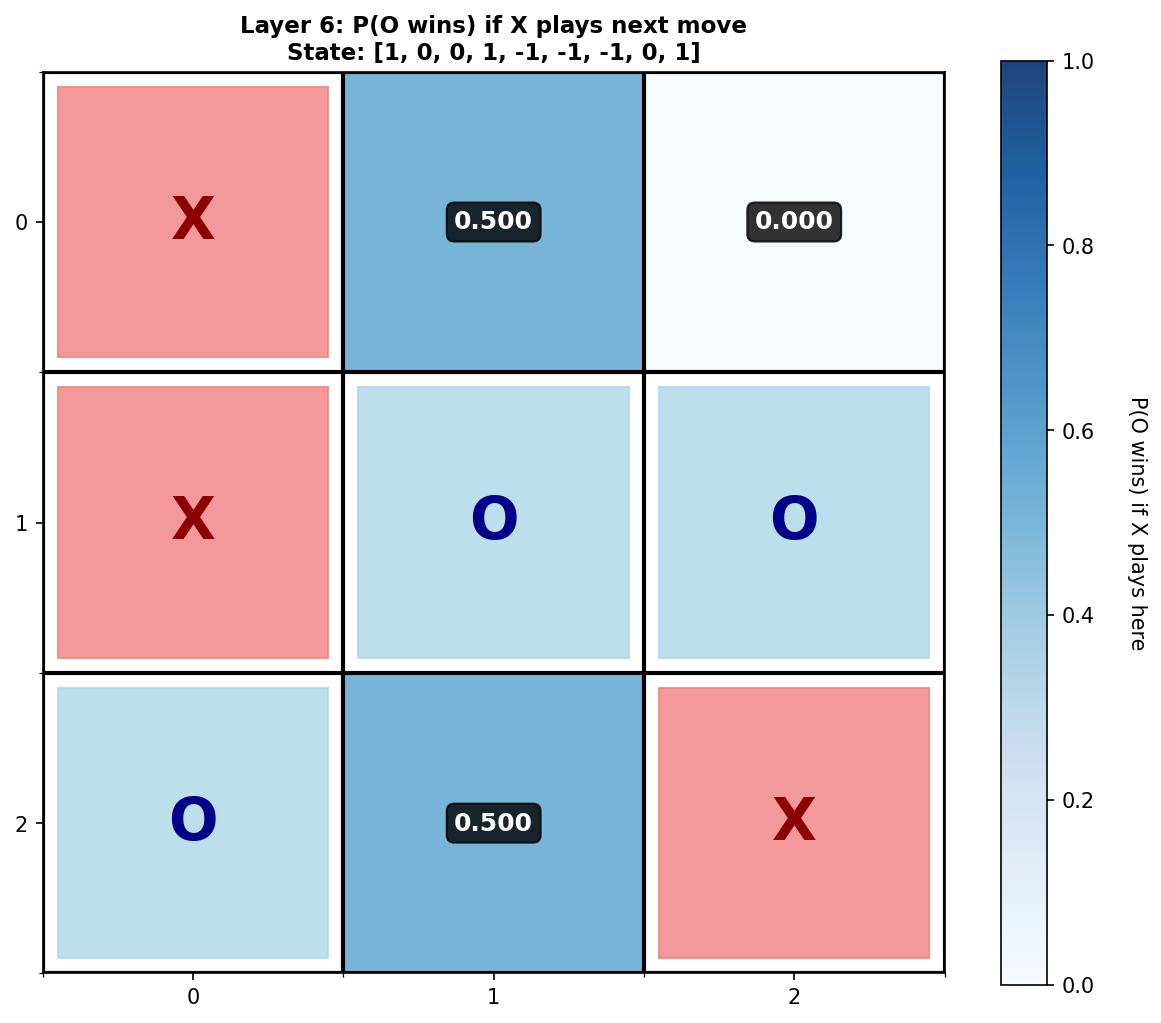 Layer 6: P(O wins) if X plays next move
State: [1, 0, 0, 1, -1, -1, -1, 0, 1]
0
X
0.500
0.000
1
X
O
O
2
O
0.500
X
0
1
2
1.0
0.8
0.6
0.4
0.2
0.0
P(O wins) if X plays here